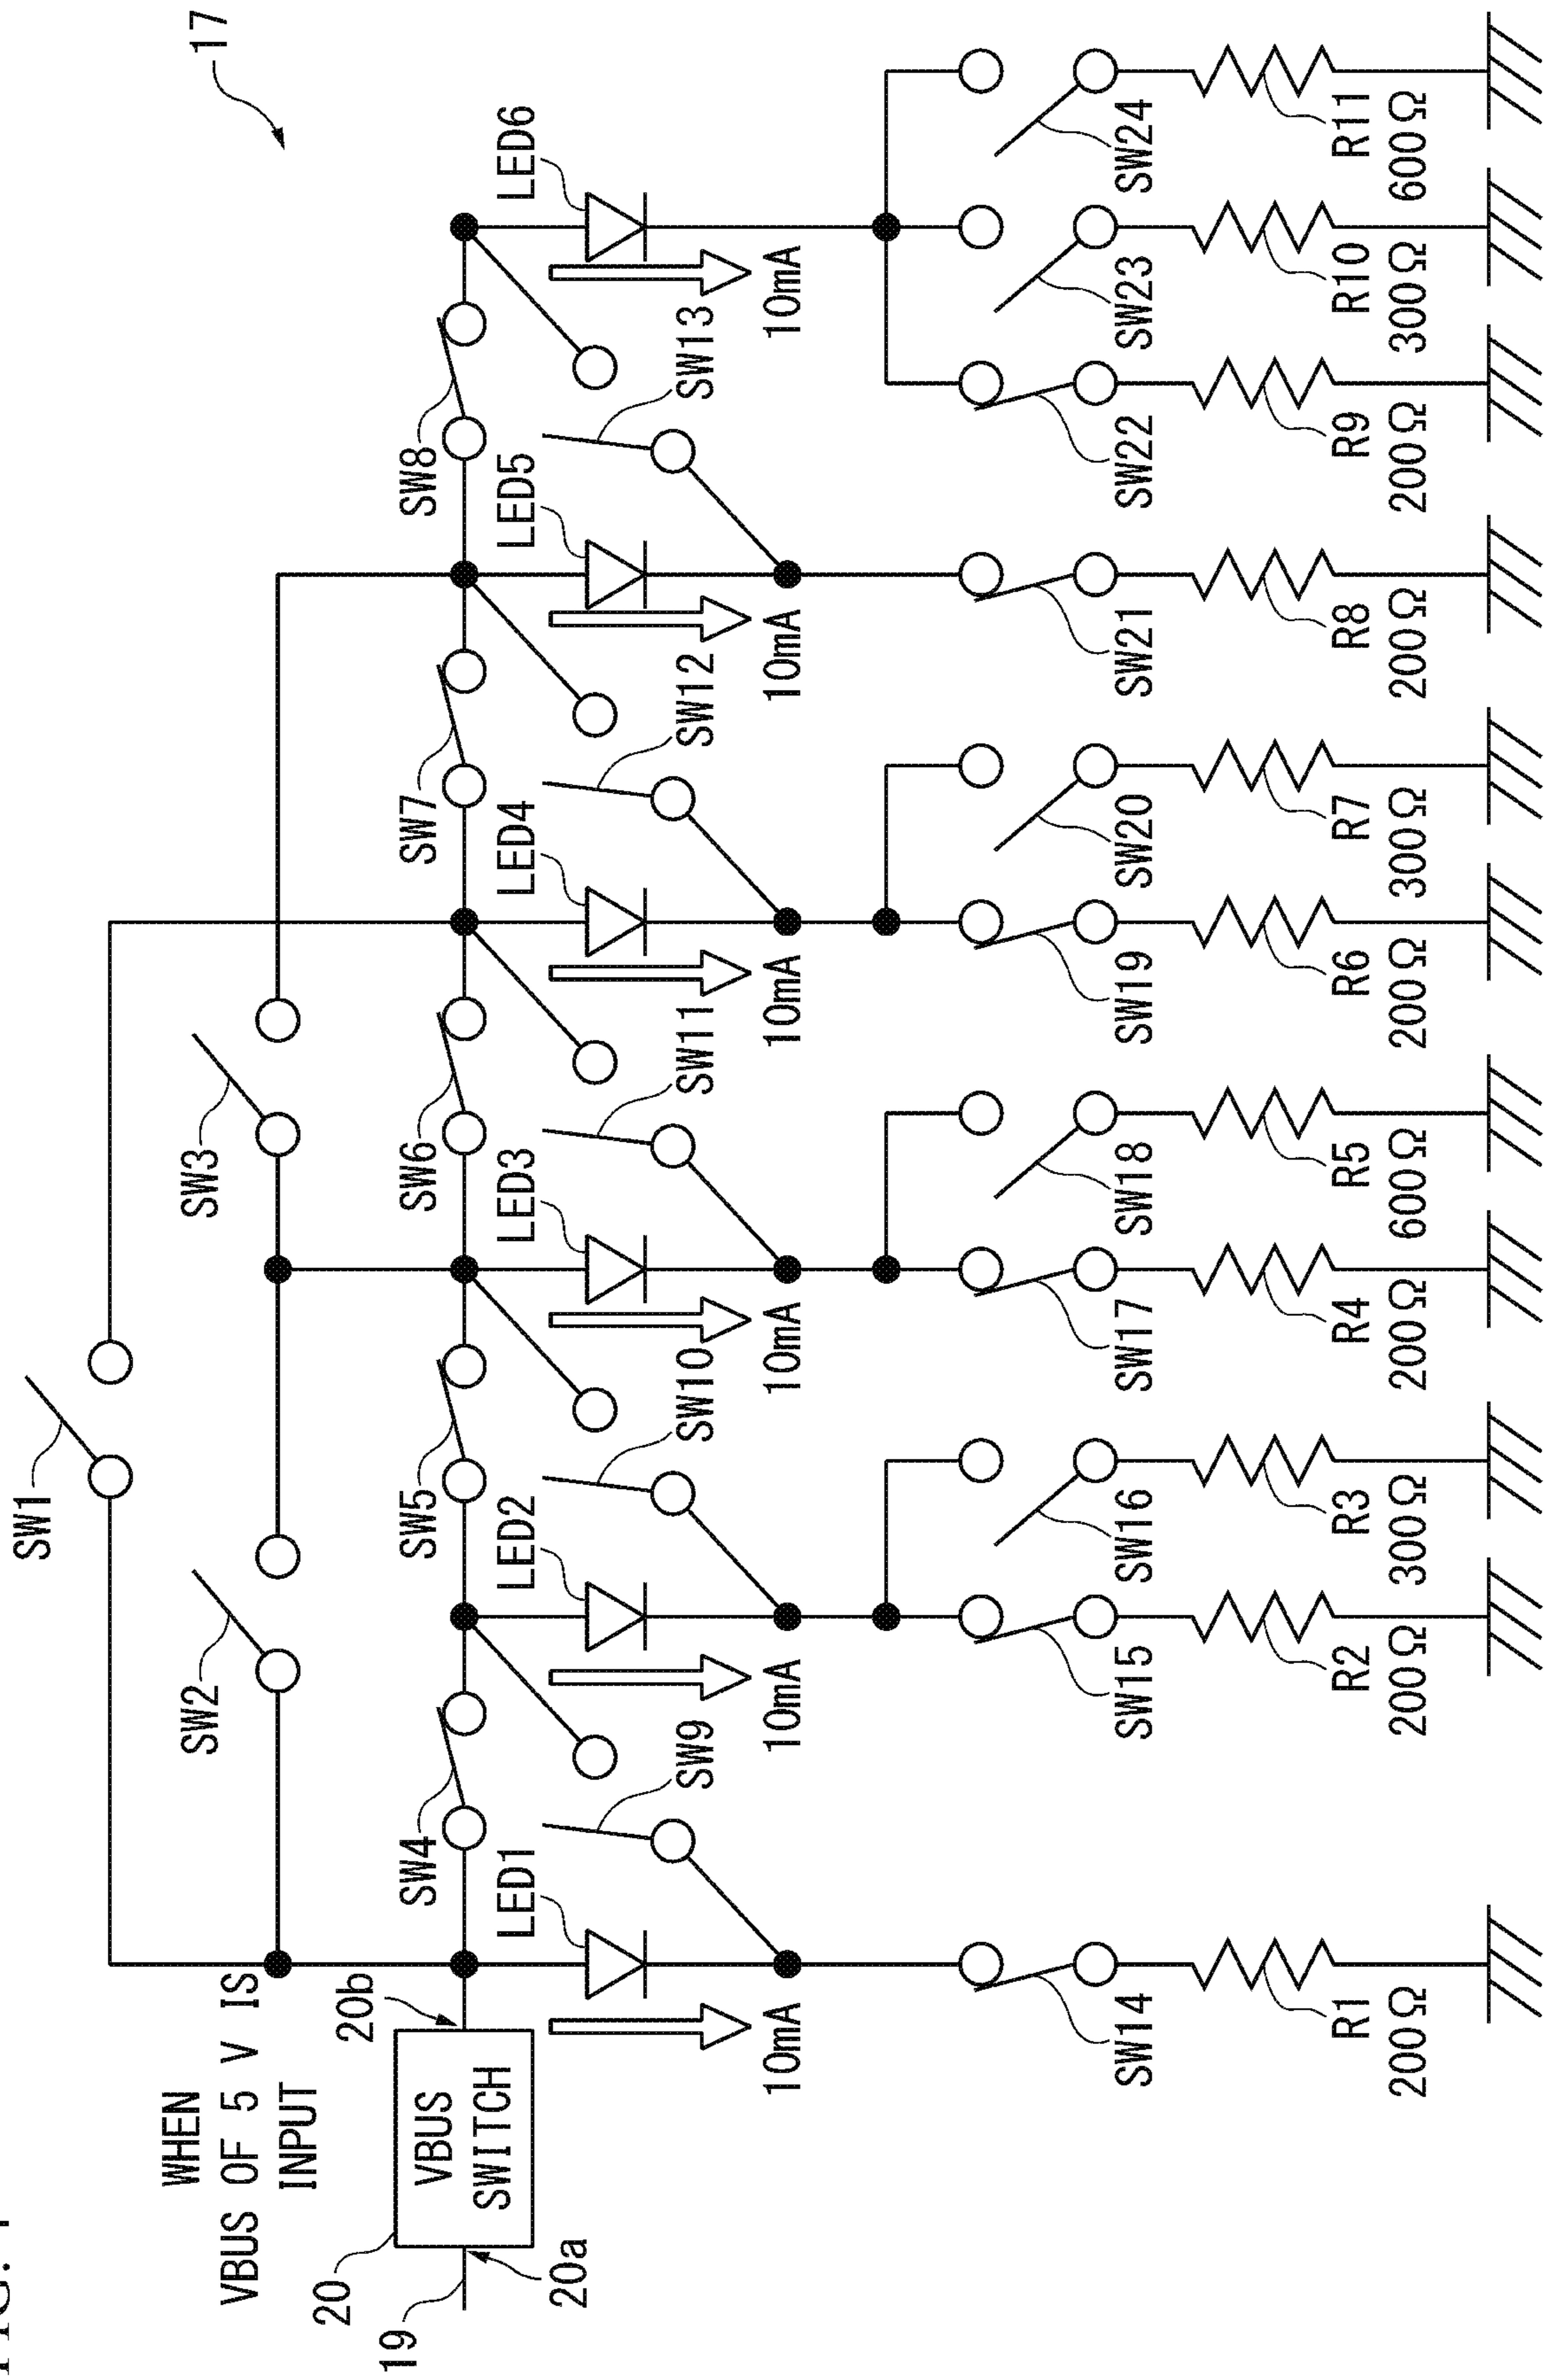 17
WHEN
VBUS OF 5 V IS
INPUT
20
19
20a
20b
VBUS
SWITCH
SW1
SW2
SW3
SW4
SW5
SW6
SW7
SW8
LED1
LED2
LED3
LED4
LED5
LED6
SW9
SW10
SW11
SW12
SW13
10mA
10mA
10mA
10mA
10mA
10mA
SW14
SW15
SW16
SW17
SW18
SW19
SW20
SW21
SW22
SW23
SW24
R1
R2
R3
R4
R5
R6
R7
R8
R9
R10
R11
200Ω
200Ω
300Ω
200Ω
600Ω
200Ω
300Ω
200Ω
200Ω
300Ω
600Ω